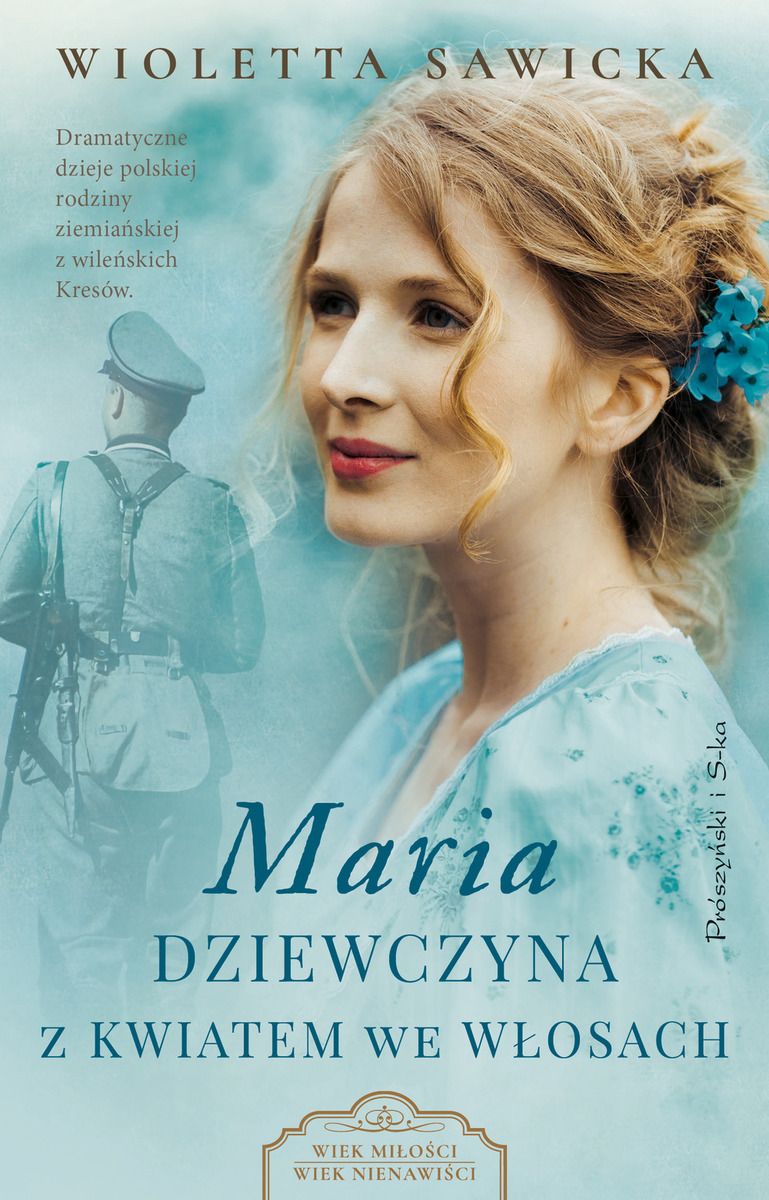 WIOLETTA SAWICKA
Dramatyczne
dzieje polskiej
rodziny
ziemiańskiej
z wileńskich
Kresów.
Prószyński i S-ka
Maria
DZIEWCZYNA
Z KWIATEM WE WŁOSACH
WIEK MIŁOŚCI
WIEK NIENAWIŚCI